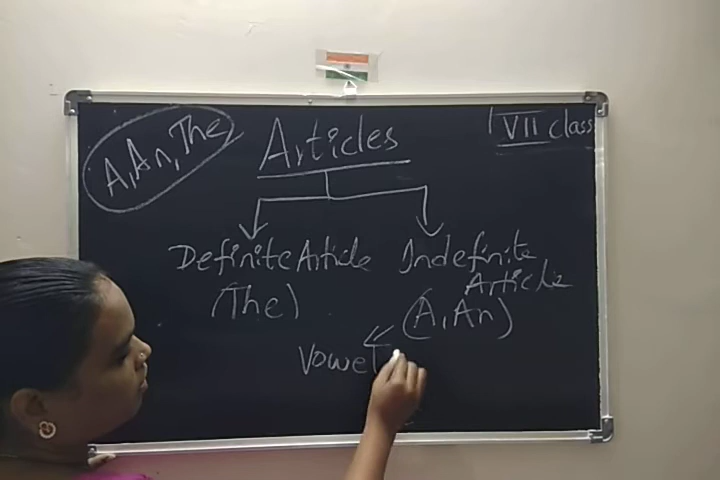 A, An, The
Articles
VII class
Definite Article
(The)
Indefinite
Article
(A, An)
Vowel